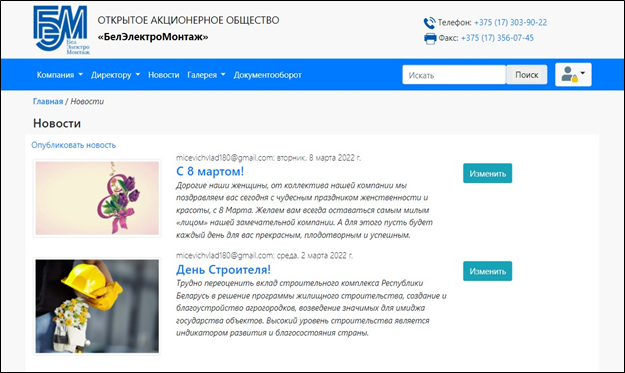 БЭМ
Бел
Электро
Монтаж
ОТКРЫТОЕ АКЦИОНЕРНОЕ ОБЩЕСТВО
«БелЭлектроМонтаж»
Телефон: +375 (17) 303-90-22
Факс: +375 (17) 356-07-45
Компания Директору Новости Галерея Документооборот Искать Поиск
Главная / Новости
Новости
Опубликовать новость
micevichvlad180@gmail.com: вторник, 8 марта 2022 г.
С 8 мартом!
Изменить
Дорогие наши женщины, от коллектива нашей компании мы
поздравляем вас сегодня с чудесным праздником женственности и
красоты, с 8 Марта. Желаем вам всегда оставаться самым милым
«лицом» нашей замечательной компании. А для этого пусть будет
каждый день для вас прекрасным, плодотворным и успешным.
micevichvlad180@gmail.com: среда, 2 марта 2022 г.
День Строителя!
Изменить
Трудно переоценить вклад строительного комплекса Республики
Беларусь в решение программы жилищного строительства, создание и
благоустройство агрогородков, возведение значимых для имиджа
государства объектов. Высокий уровень строительства является
индикатором развития и благосостояния страны.